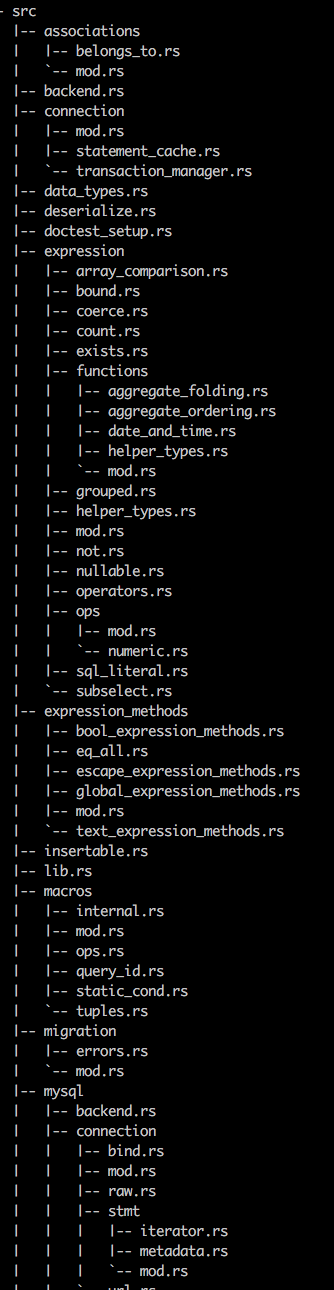 - src
|-- associations
|   |-- belongs_to.rs
|   `-- mod.rs
|-- backend.rs
|-- connection
|   |-- mod.rs
|   |-- statement_cache.rs
|   `-- transaction_manager.rs
|-- data_types.rs
|-- deserialize.rs
|-- doctest_setup.rs
|-- expression
|   |-- array_comparison.rs
|   |-- bound.rs
|   |-- coerce.rs
|   |-- count.rs
|   |-- exists.rs
|   |-- functions
|   |   |-- aggregate_folding.rs
|   |   |-- aggregate_ordering.rs
|   |   |-- date_and_time.rs
|   |   |-- helper_types.rs
|   |   `-- mod.rs
|   |-- grouped.rs
|   |-- helper_types.rs
|   |-- mod.rs
|   |-- not.rs
|   |-- nullable.rs
|   |-- operators.rs
|   |-- ops
|   |   |-- mod.rs
|   |   `-- numeric.rs
|   |-- sql_literal.rs
|   `-- subselect.rs
|-- expression_methods
|   |-- bool_expression_methods.rs
|   |-- eq_all.rs
|   |-- escape_expression_methods.rs
|   |-- global_expression_methods.rs
|   |-- mod.rs
|   `-- text_expression_methods.rs
|-- insertable.rs
|-- lib.rs
|-- macros
|   |-- internal.rs
|   |-- mod.rs
|   |-- ops.rs
|   |-- query_id.rs
|   |-- static_cond.rs
|   `-- tuples.rs
|-- migration
|   |-- errors.rs
|   `-- mod.rs
|-- mysql
|   |-- backend.rs
|   |-- connection
|   |   |-- bind.rs
|   |   |-- mod.rs
|   |   |-- raw.rs
|   |   |-- stmt
|   |   |   |-- iterator.rs
|   |   |   |-- metadata.rs
|   |   |   `-- mod.rs